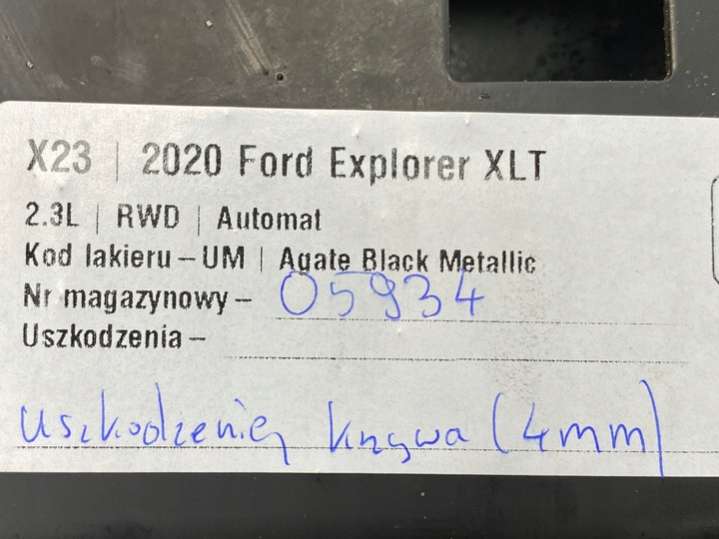 X23 | 2020 Ford Explorer XLT
2.3L | RWD | Automat
Kod lakieru – UM | Agate Black Metallic
Nr magazynowy – 05934
Uszkodzenia –
uszkodzenia krzywa (4mm)